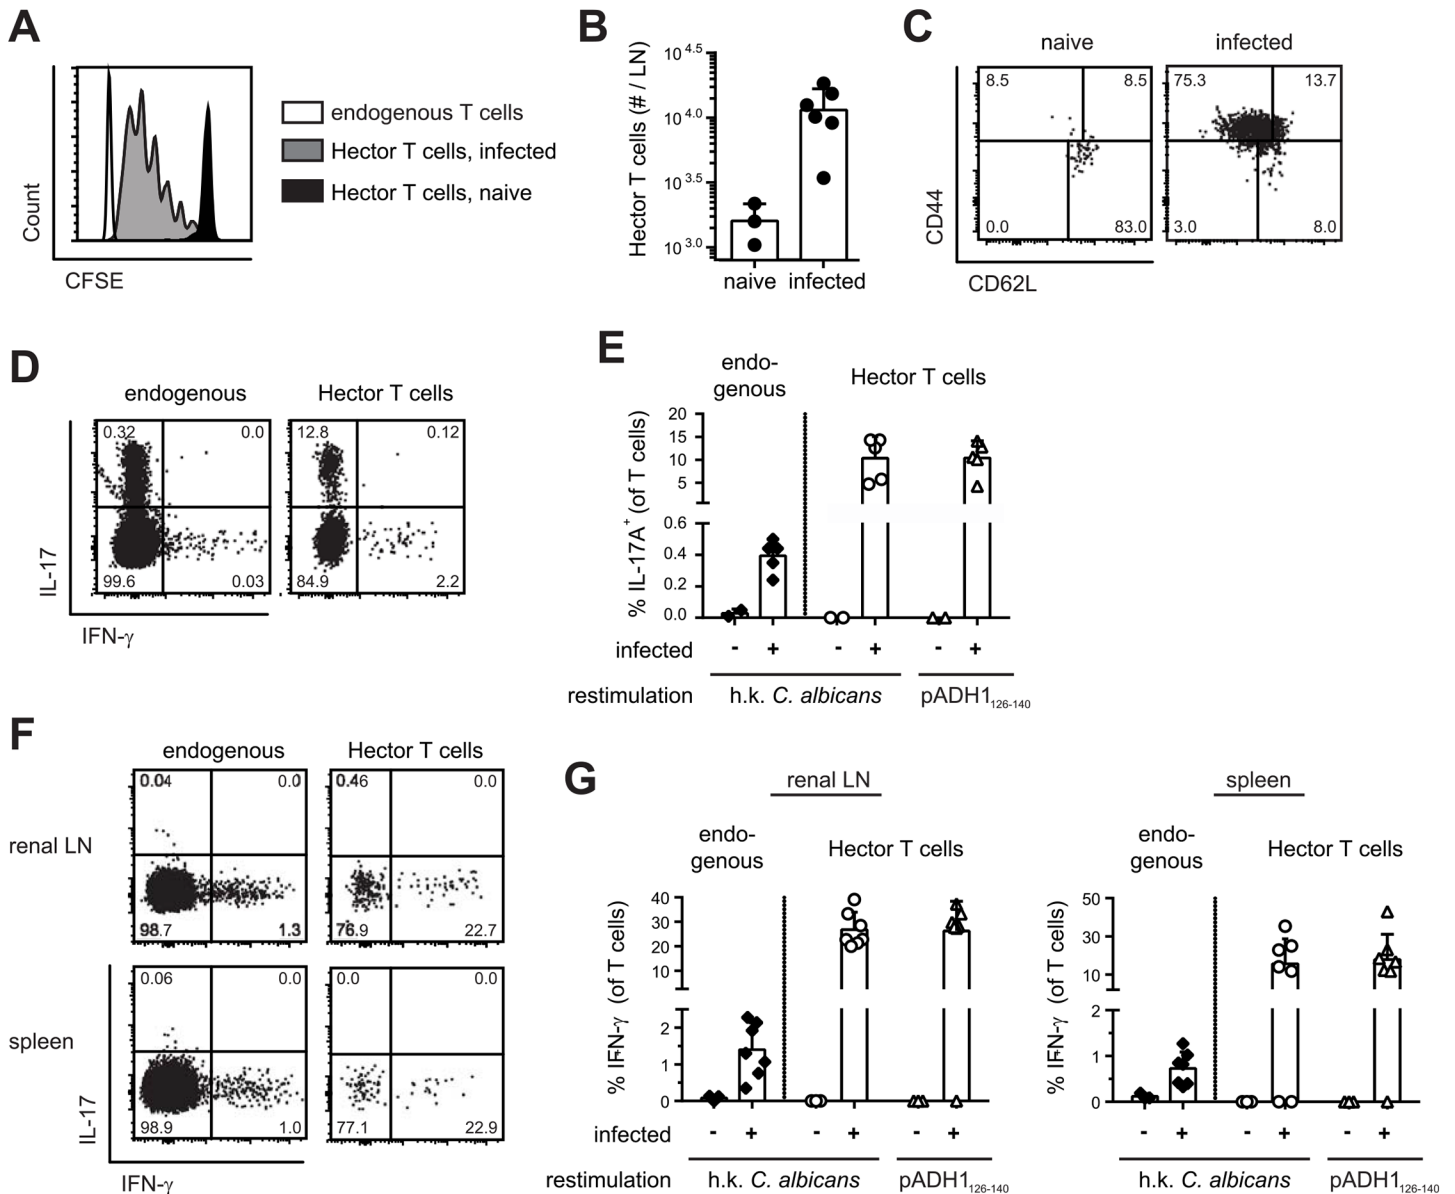 A
Count
CFSE
endogenous T cells
Hector T cells, infected
Hector T cells, naive
B
Hector T cells (# / LN)
10^4.5
10^4.0
10^3.5
10^3.0
naive infected
C
naive infected
8.5 8.5 75.3 13.7
0.0 83.0 3.0 8.0
CD44
CD62L
D
endogenous Hector T cells
0.32 0.0 12.8 0.12
99.6 0.03 84.9 2.2
IL-17
IFN-γ
E
endo-
genous
Hector T cells
% IL-17A+ (of T cells)
20
15
10
5
0.6
0.4
0.2
0.0
infected - + - + - +
restimulation h.k. C. albicans pADH1126-140
F
endogenous Hector T cells
renal LN
0.04 0.0 0.46 0.0
98.7 1.3 76.9 22.7
spleen
0.06 0.0 0.0 0.0
98.9 1.0 77.1 22.9
IL-17
IFN-γ
G
renal LN
endo-
genous
Hector T cells
% IFN-γ (of T cells)
40
30
20
10
2
1
0
infected - + - + - +
restimulation h.k. C. albicans pADH1126-140
spleen
endo-
genous
Hector T cells
% IFN-γ (of T cells)
50
30
10
2
1
0
- + - + - +
h.k. C. albicans pADH1126-140